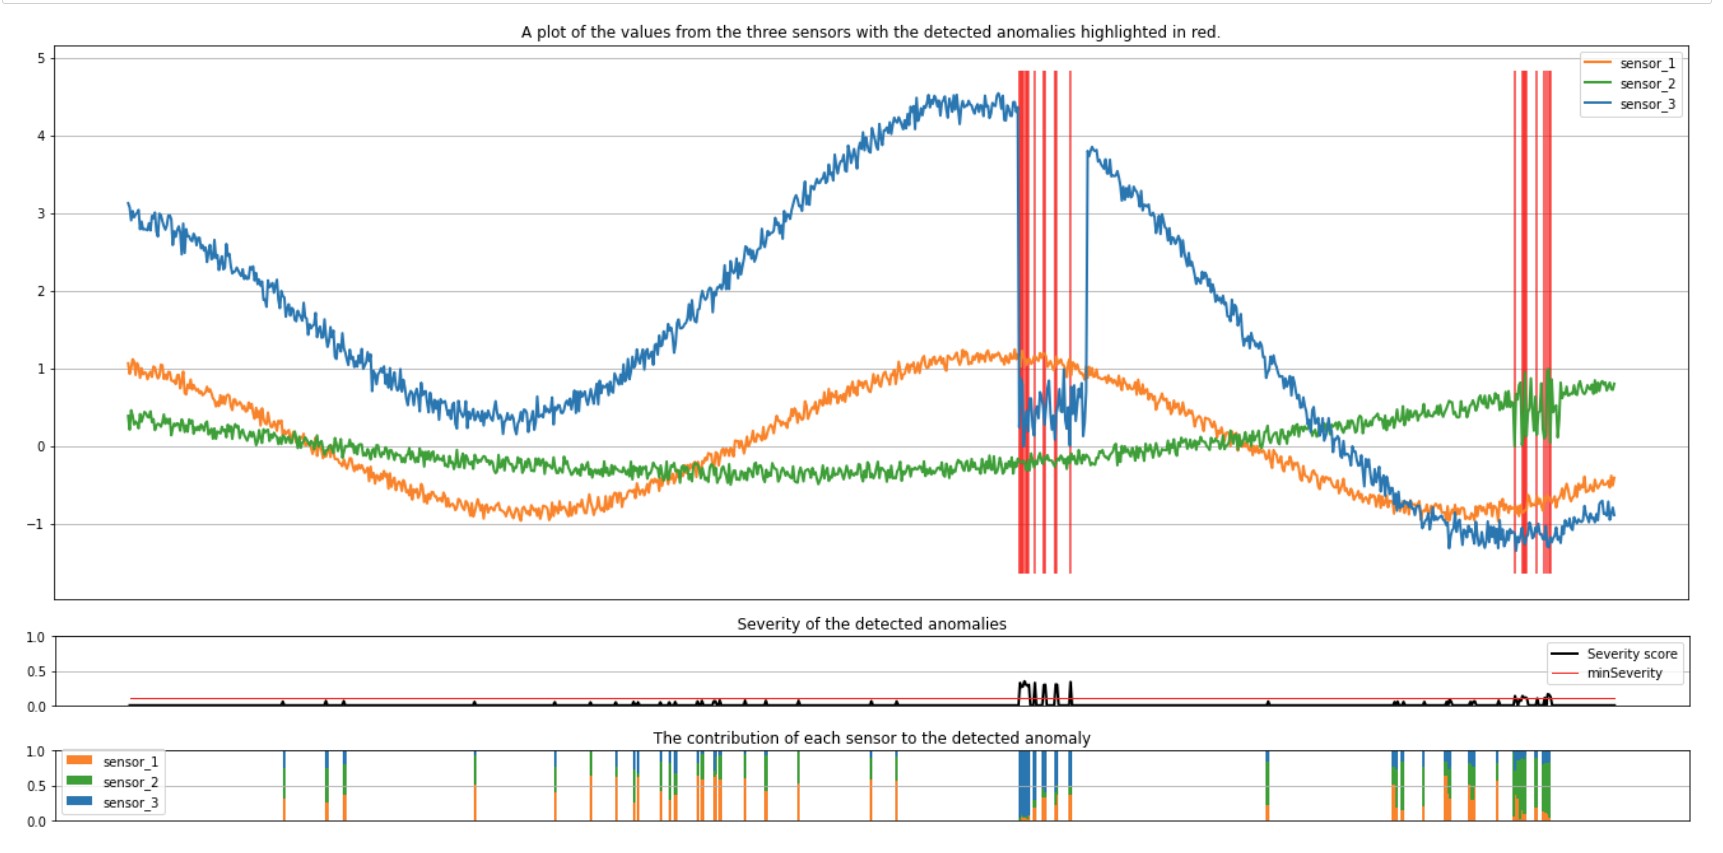 A plot of the values from the three sensors with the detected anomalies highlighted in red.
5
4
3
2
1
0
−1
sensor_1
sensor_2
sensor_3
Severity of the detected anomalies
1.0
0.5
0.0
Severity score
minSeverity
The contribution of each sensor to the detected anomaly
1.0
0.5
0.0
sensor_1
sensor_2
sensor_3